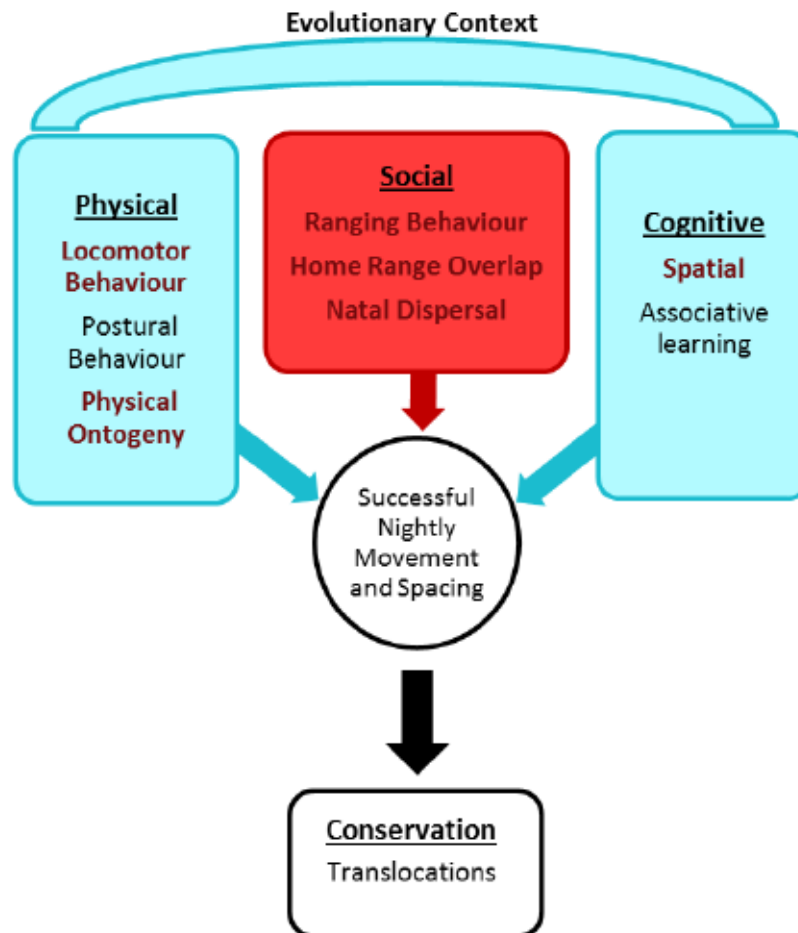 Evolutionary Context
Physical
Locomotor
Behaviour
Postural
Behaviour
Physical
Ontogeny
Social
Ranging Behaviour
Home Range Overlap
Natal Dispersal
Cognitive
Spatial
Associative
learning
Successful
Nightly
Movement
and Spacing
Conservation
Translocations